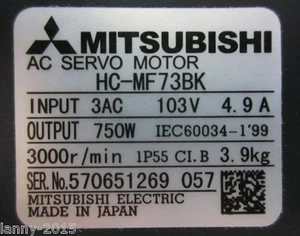 MITSUBISHI
AC SERVO MOTOR
HC-MF73BK
INPUT 3AC 103V 4.9A
OUTPUT 750W IEC60034-1'99
3000r/min IP55 CI.B 3.9kg
SER.No.570651269 057
MITSUBISHI ELECTRIC
MADE IN JAPAN
lanny-2015